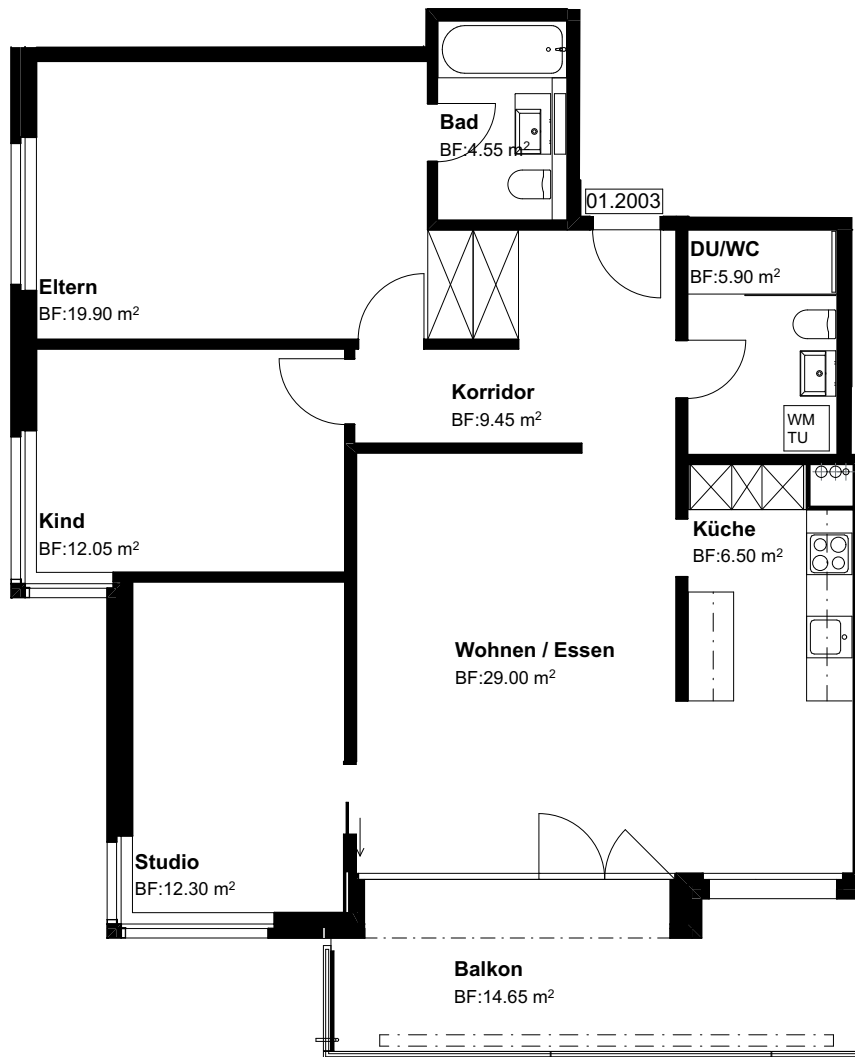 Bad
BF:4.55 m²
01.2003
DU/WC
BF:5.90 m²
Eltern
BF:19.90 m²
Korridor
BF:9.45 m²
WM
TU
Kind
BF:12.05 m²
Küche
BF:6.50 m²
Wohnen / Essen
BF:29.00 m²
Studio
BF:12.30 m²
Balkon
BF:14.65 m²